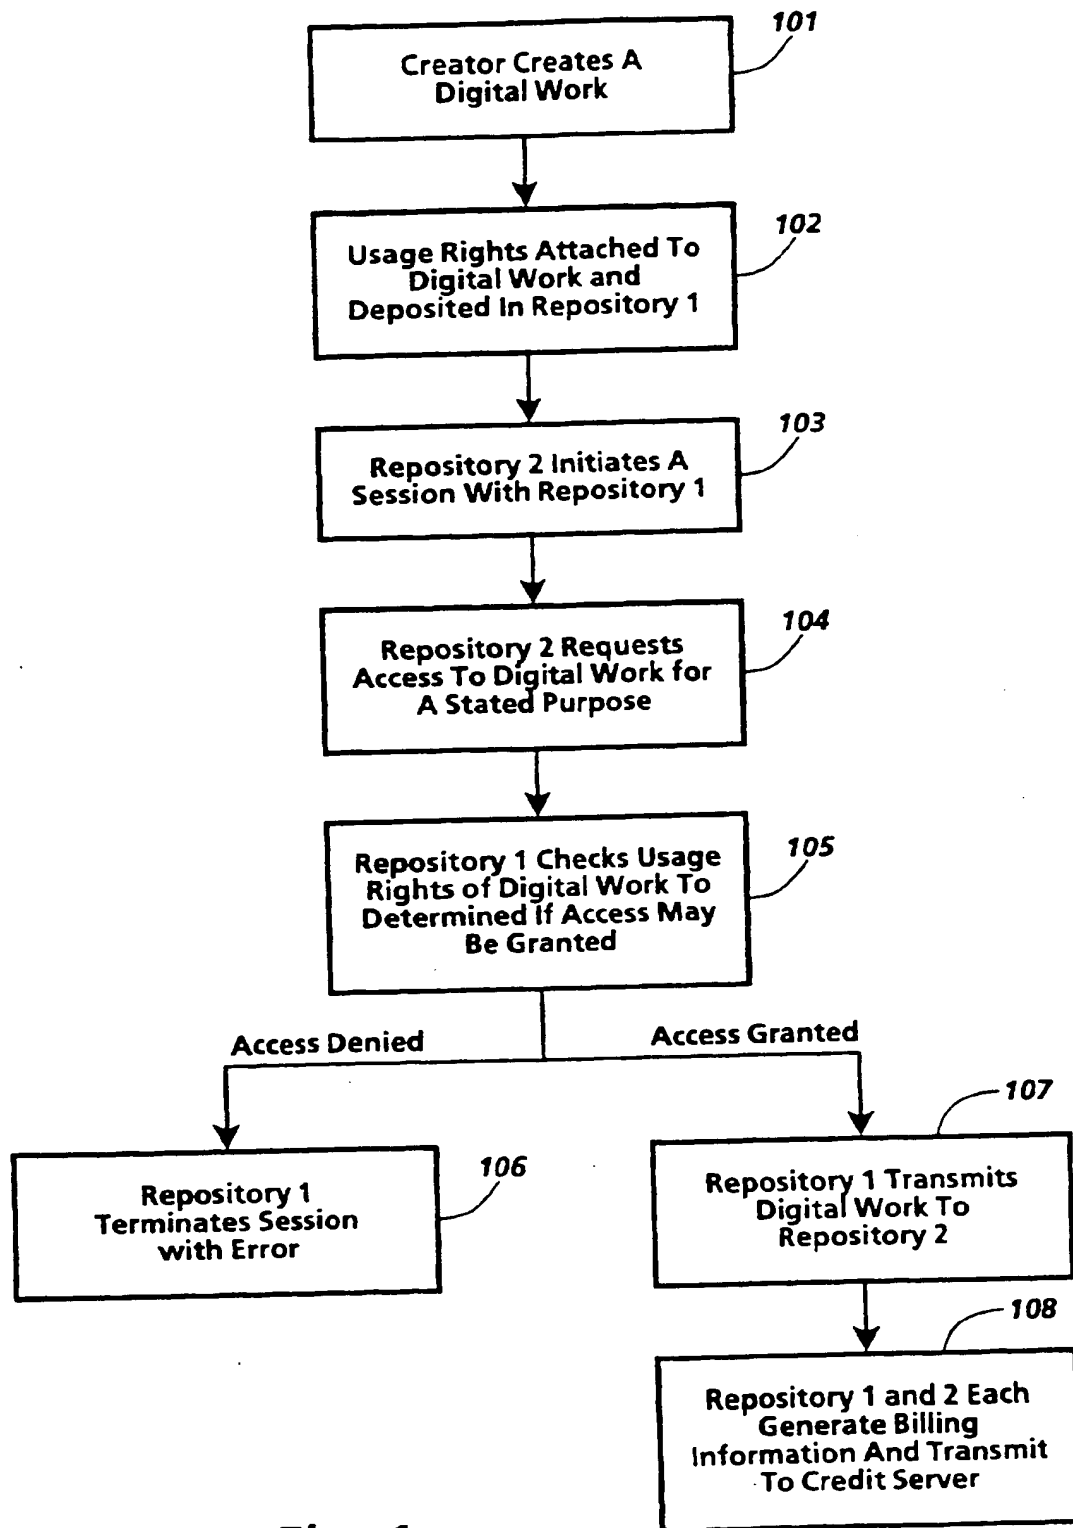 101
Creator Creates A
Digital Work
102
Usage Rights Attached To
Digital Work and
Deposited In Repository 1
103
Repository 2 Initiates A
Session With Repository 1
104
Repository 2 Requests
Access To Digital Work for
A Stated Purpose
105
Repository 1 Checks Usage
Rights of Digital Work To
Determined If Access May
Be Granted
Access Denied
Access Granted
106
Repository 1
Terminates Session
with Error
107
Repository 1 Transmits
Digital Work To
Repository 2
108
Repository 1 and 2 Each
Generate Billing
Information And Transmit
To Credit Server